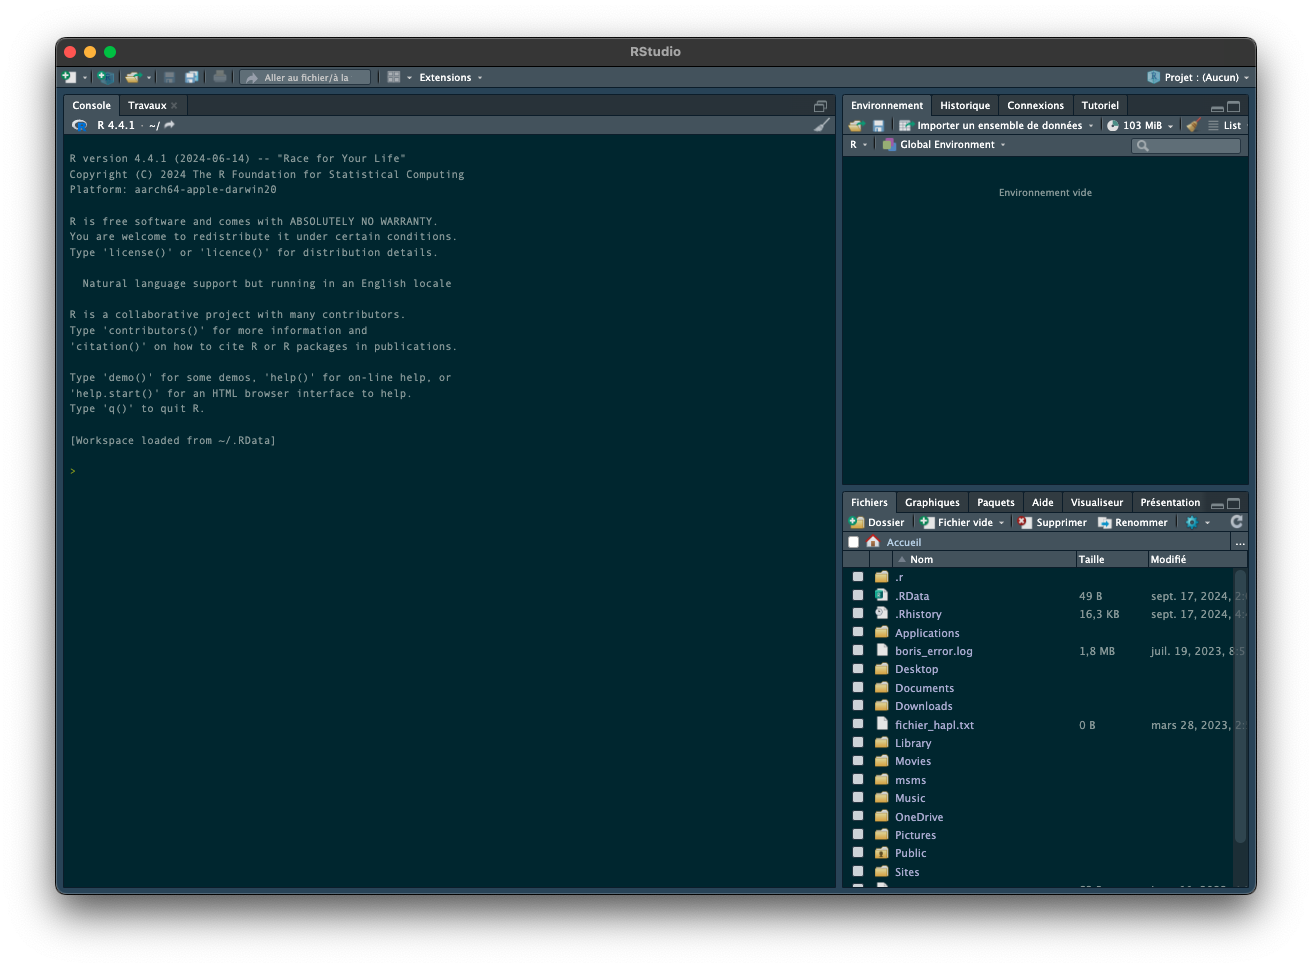 RStudio
Aller au fichier/à la
Extensions
Projet : (Aucun)
Console
Travaux
R 4.4.1 · ~/
R version 4.4.1 (2024-06-14) -- "Race for Your Life"
Copyright (C) 2024 The R Foundation for Statistical Computing
Platform: aarch64-apple-darwin20
R is free software and comes with ABSOLUTELY NO WARRANTY.
You are welcome to redistribute it under certain conditions.
Type 'license()' or 'licence()' for distribution details.
Natural language support but running in an English locale
R is a collaborative project with many contributors.
Type 'contributors()' for more information and
'citation()' on how to cite R or R packages in publications.
Type 'demo()' for some demos, 'help()' for on-line help, or
'help.start()' for an HTML browser interface to help.
Type 'q()' to quit R.
[Workspace loaded from ~/.RData]
>
Environnement Historique Connexions Tutoriel
Importer un ensemble de données 103 MiB List
R Global Environment
Environnement vide
Fichiers Graphiques Paquets Aide Visualiseur Présentation
Dossier Fichier vide Supprimer Renommer
Accueil ...
Nom Taille Modifié
.r
.RData 49 B sept. 17, 2024,
.Rhistory 16,3 KB sept. 17, 2024,
Applications
boris_error.log 1,8 MB juil. 19, 2023,
Desktop
Documents
Downloads
fichier_hapl.txt 0 B mars 28, 2023,
Library
Movies
msms
Music
OneDrive
Pictures
Public
Sites